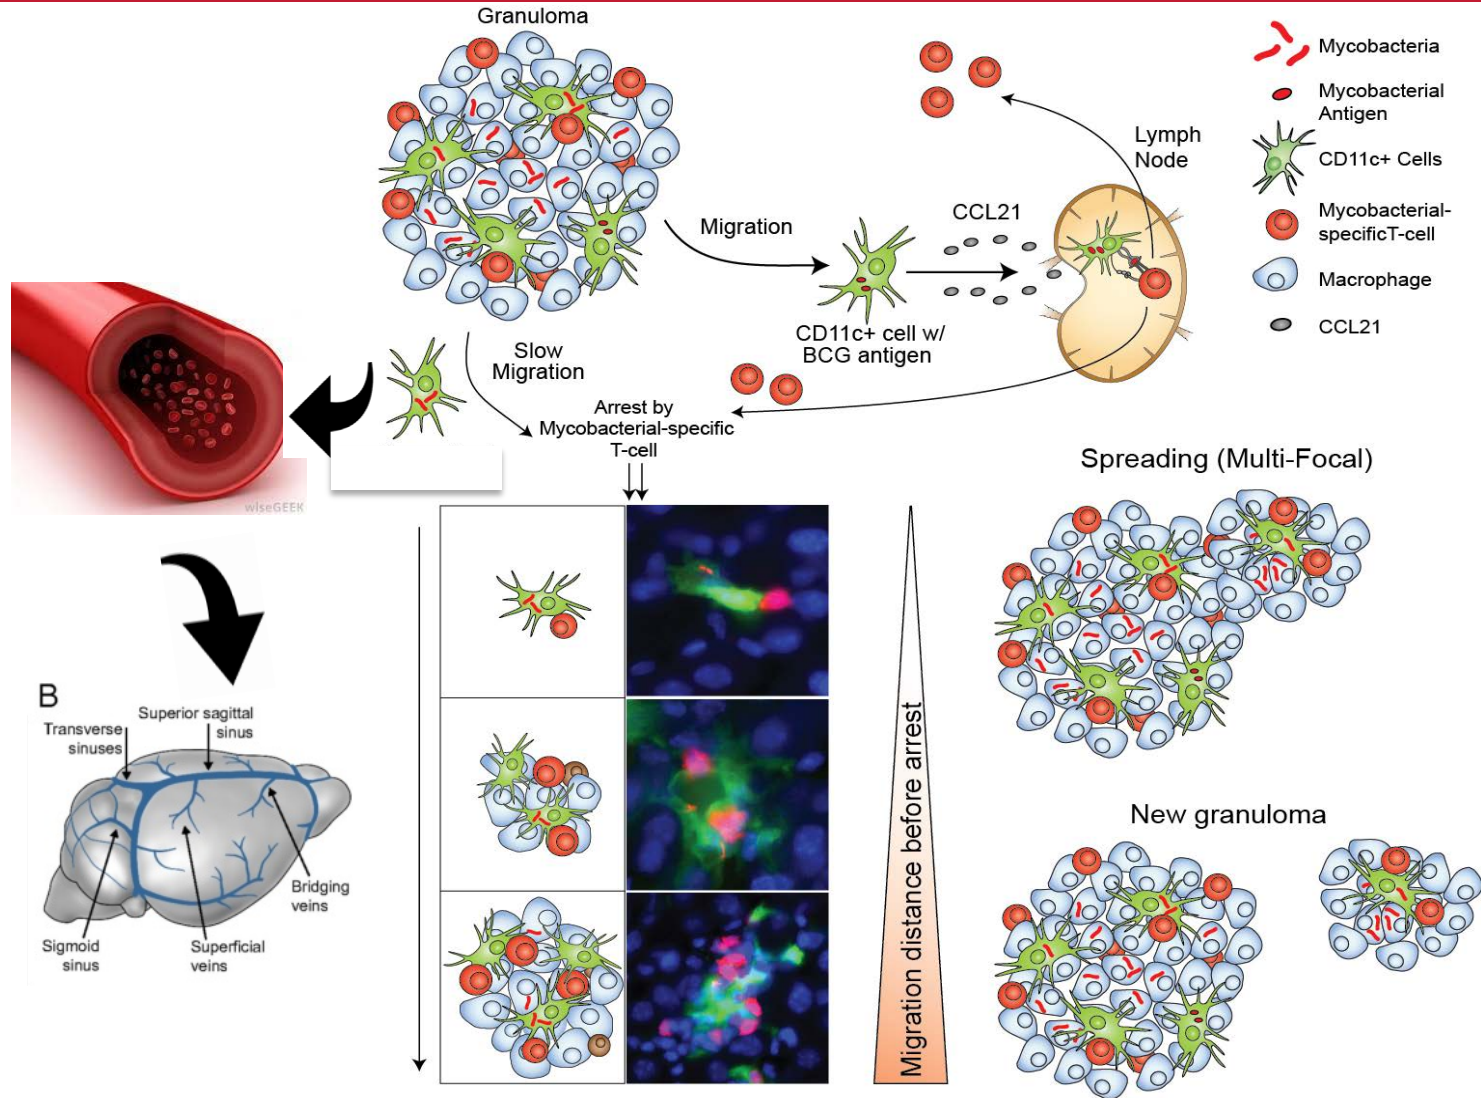 Granuloma
Mycobacteria
Mycobacterial
Antigen
CD11c+ Cells
Mycobacterial-
specificT-cell
Macrophage
CCL21
Lymph
Node
CCL21
Migration
CD11c+ cell w/
BCG antigen
Slow
Migration
Arrest by
Mycobacterial-specific
T-cell
wiseGEEK
Spreading (Multi-Focal)
Migration distance before arrest
New granuloma
B
Superior sagittal
sinus
Transverse
sinuses
Bridging
veins
Sigmoid
sinus
Superficial
veins